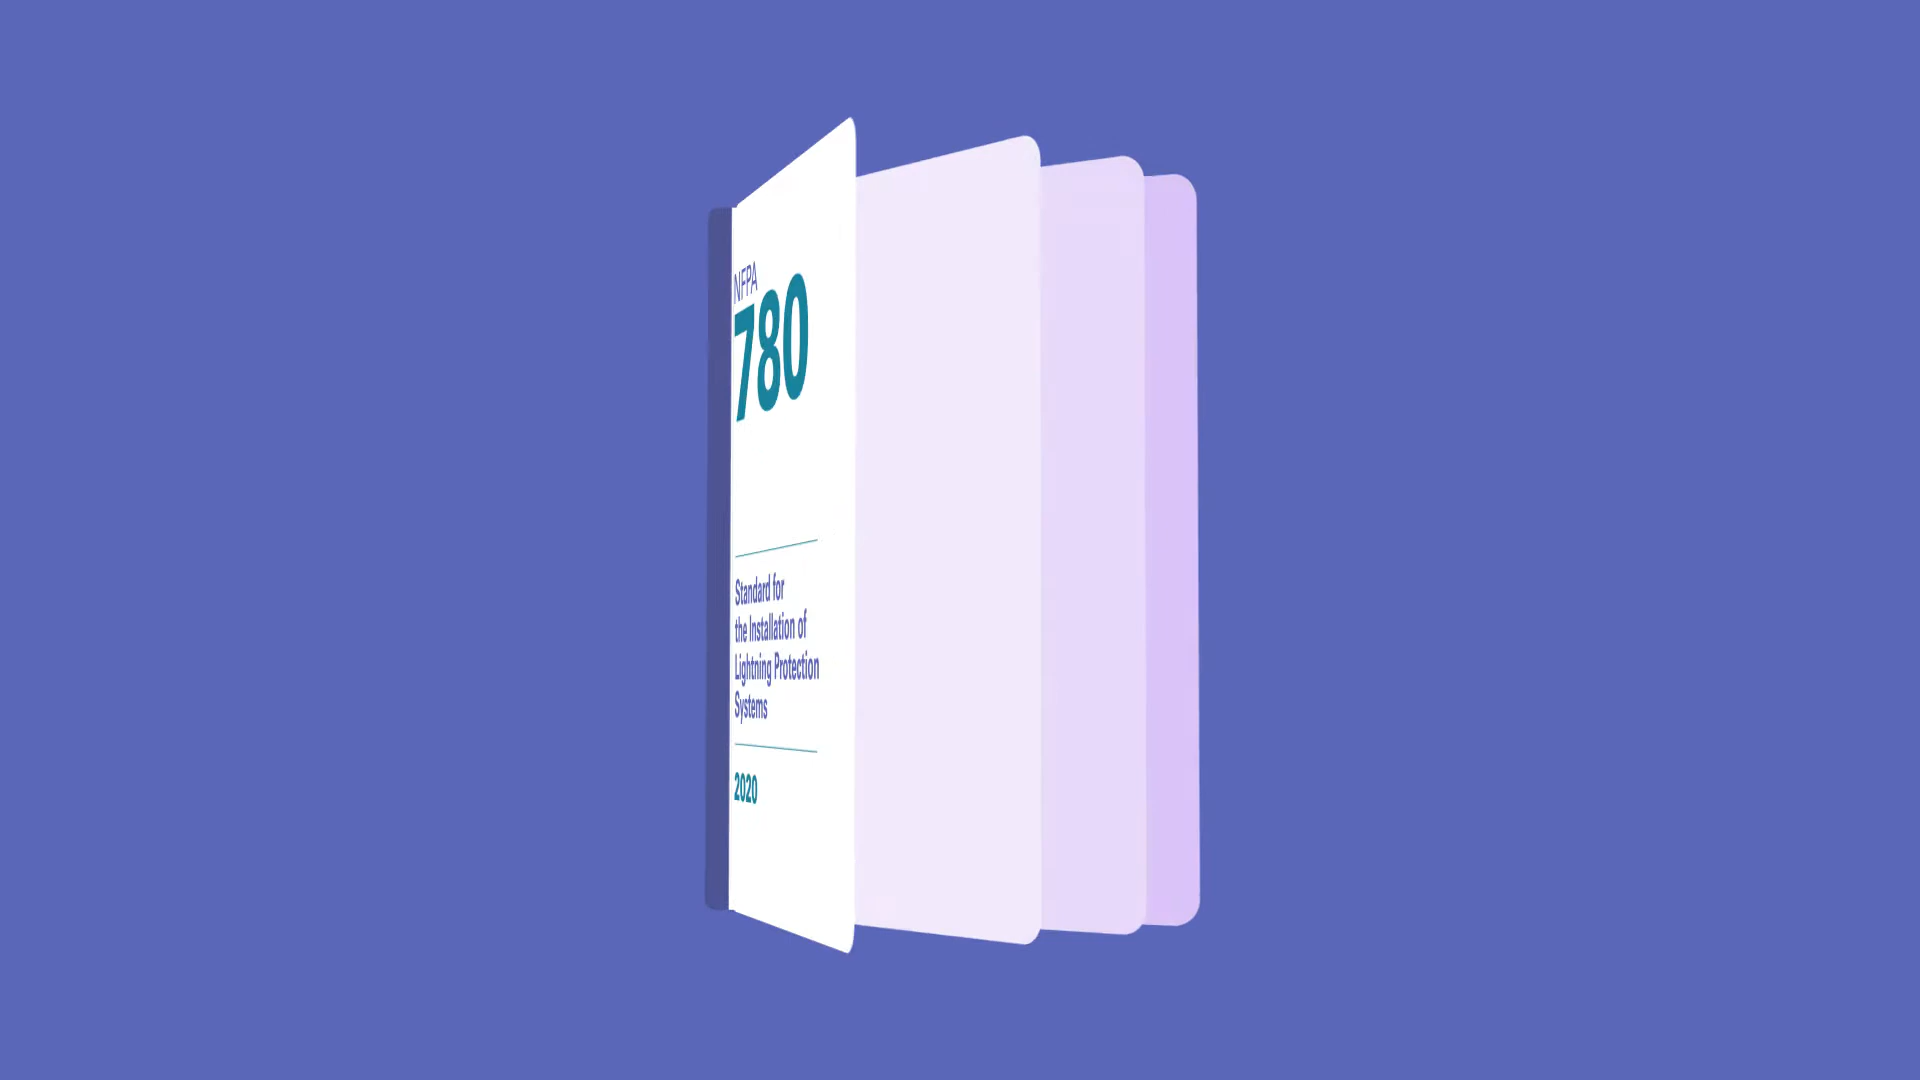 NFPA
780
Standard for
the Installation of
Lightning Protection
Systems
2020